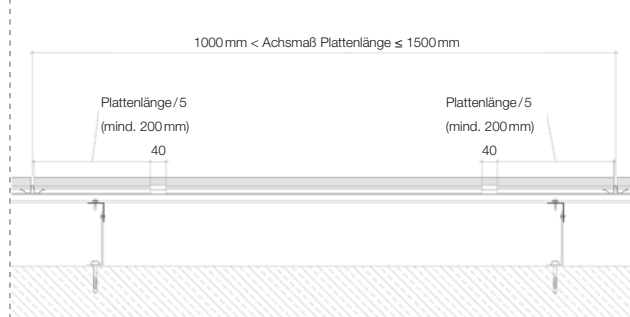 1000 mm < Achsmaß Plattenlänge ≤ 1500 mm
Plattenlänge/5
(mind. 200 mm)
40
Plattenlänge/5
(mind. 200 mm)
40